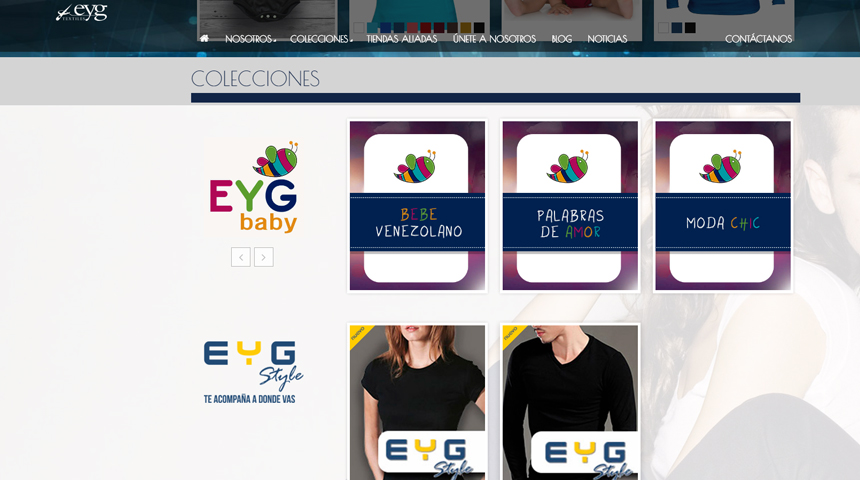 eyg
TEXTILES
NOSOTROS
COLECCIONES
TIENDAS ALIADAS
ÚNETE A NOSOTROS
BLOG
NOTICIAS
CONTÁCTANOS
COLECCIONES
EYG
baby
BEBE
VENEZOLANO
PALABRAS
DE AMOR
MODA CHIC
EYG
Style
TE ACOMPAÑA A DONDE VAS
NUEVO
EYG
Style
NUEVO
EYG
Style